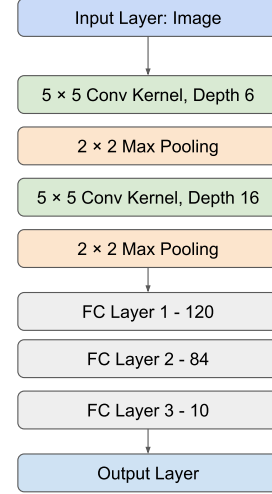 Input Layer: Image
5 × 5 Conv Kernel, Depth 6
2 × 2 Max Pooling
5 × 5 Conv Kernel, Depth 16
2 × 2 Max Pooling
FC Layer 1 - 120
FC Layer 2 - 84
FC Layer 3 - 10
Output Layer